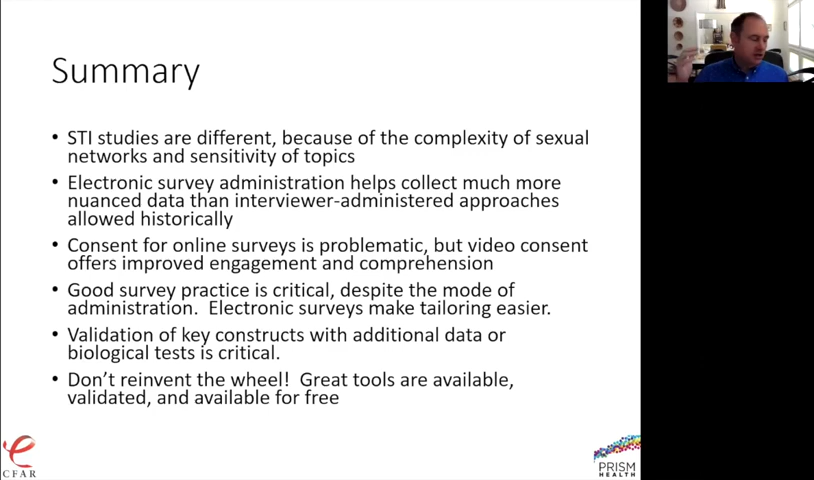 Summary
• STI studies are different, because of the complexity of sexual
networks and sensitivity of topics
• Electronic survey administration helps collect much more
nuanced data than interviewer-administered approaches
allowed historically
• Consent for online surveys is problematic, but video consent
offers improved engagement and comprehension
• Good survey practice is critical, despite the mode of
administration.  Electronic surveys make tailoring easier.
• Validation of key constructs with additional data or
biological tests is critical.
• Don’t reinvent the wheel!  Great tools are available,
validated, and available for free
CFAR
PRISM
HEALTH